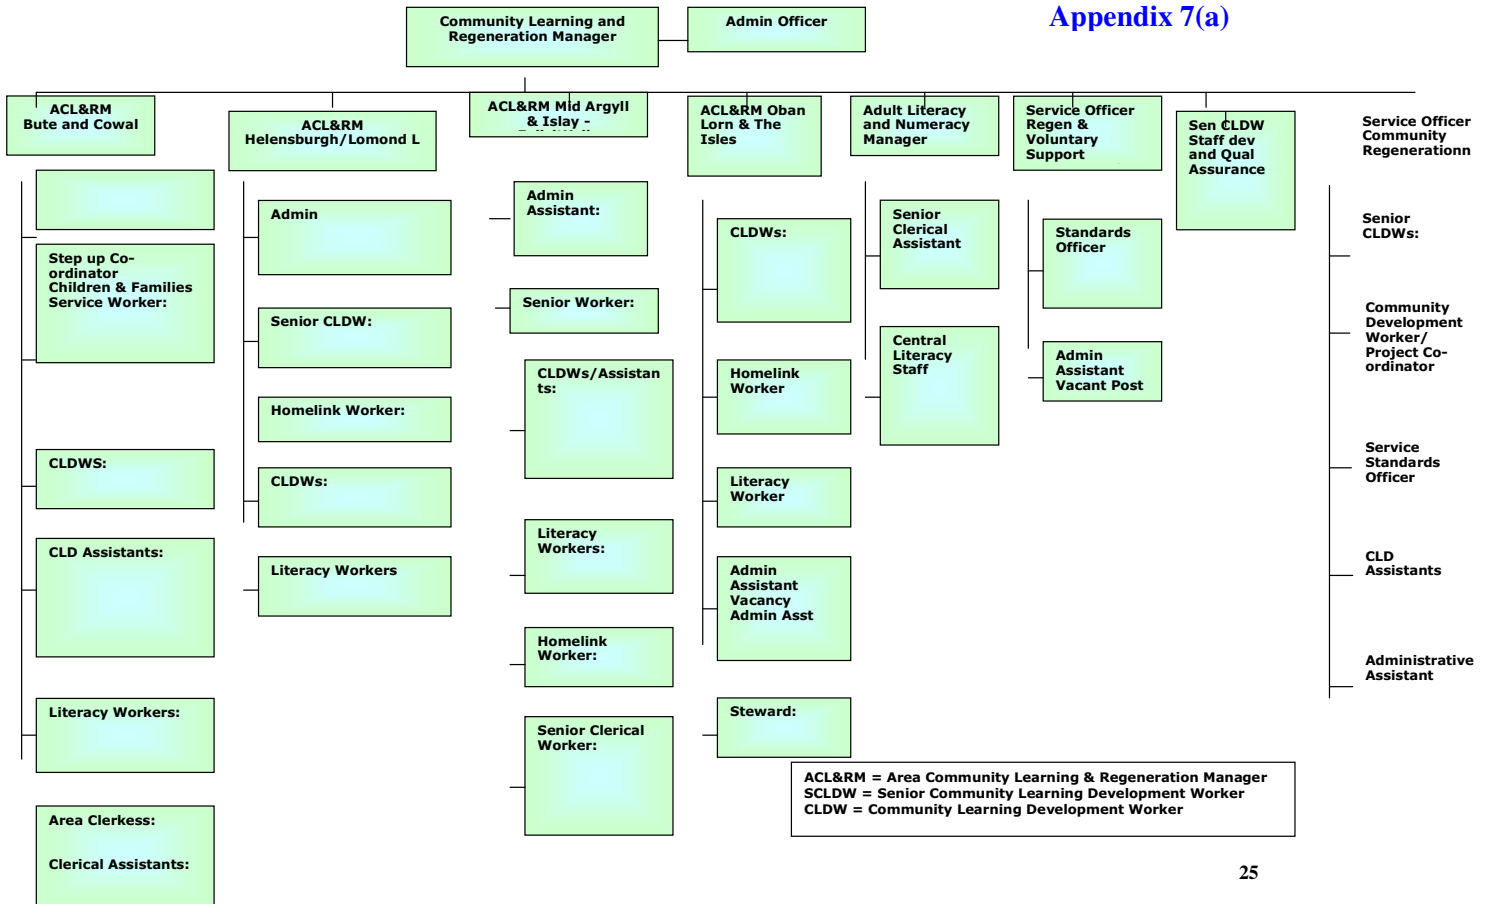 Appendix 7(a)
Community Learning and
Regeneration Manager
Admin Officer
ACL&RM
Bute and Cowal
ACL&RM
Helensburgh/Lomond L
ACL&RM Mid Argyll
& Islay -
ACL&RM Oban
Lorn & The
Isles
Adult Literacy
and Numeracy
Manager
Service Officer
Regen &
Voluntary
Support
Sen CLDW
Staff dev
and Qual
Assurance
Service Officer
Community
Regenerationn
Step up Co-
ordinator
Children & Families
Service Worker:
CLDWS:
CLD Assistants:
Literacy Workers:
Area Clerkess:
Clerical Assistants:
Admin
Senior CLDW:
Homelink Worker:
CLDWs:
Literacy Workers
Admin
Assistant:
Senior Worker:
CLDWs/Assistan
ts:
Literacy
Workers:
Homelink
Worker:
Senior Clerical
Worker:
CLDWs:
Homelink
Worker
Literacy
Worker
Admin
Assistant
Vacancy
Admin Asst
Steward:
Senior
Clerical
Assistant
Central
Literacy
Staff
Standards
Officer
Admin
Assistant
Vacant Post
Senior
CLDWs:
Community
Development
Worker/
Project Co-
ordinator
Service
Standards
Officer
CLD
Assistants
Administrative
Assistant
ACL&RM = Area Community Learning & Regeneration Manager
SCLDW = Senior Community Learning Development Worker
CLDW = Community Learning Development Worker
25